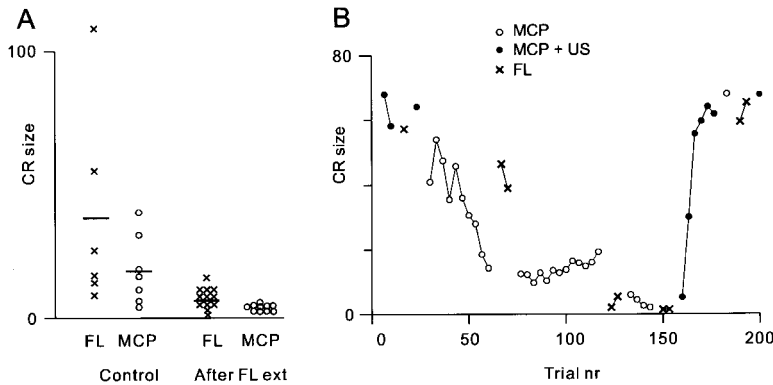 A
100
CR size
0
FL MCP FL MCP
Control After FL ext
B
MCP
MCP + US
FL
80
CR size
0
0 50 100 150 200
Trial nr